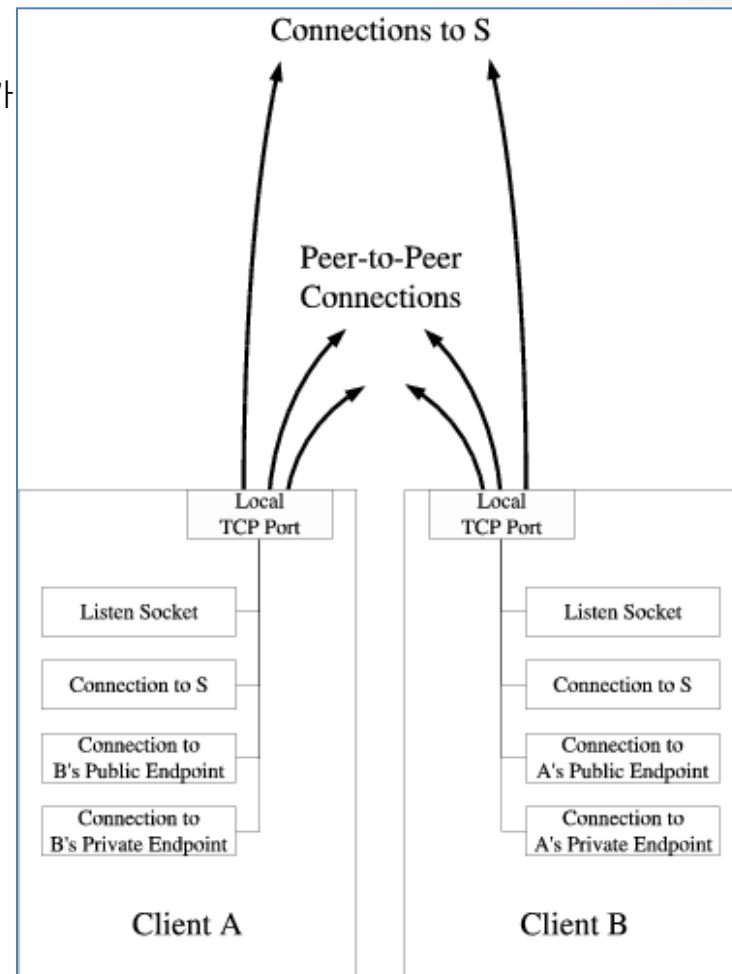 Connections to S
Peer-to-Peer
Connections
Local
TCP Port
Listen Socket
Connection to S
Connection to
B's Public Endpoint
Connection to
B's Private Endpoint
Client A
Local
TCP Port
Listen Socket
Connection to S
Connection to
A's Public Endpoint
Connection to
A's Private Endpoint
Client B